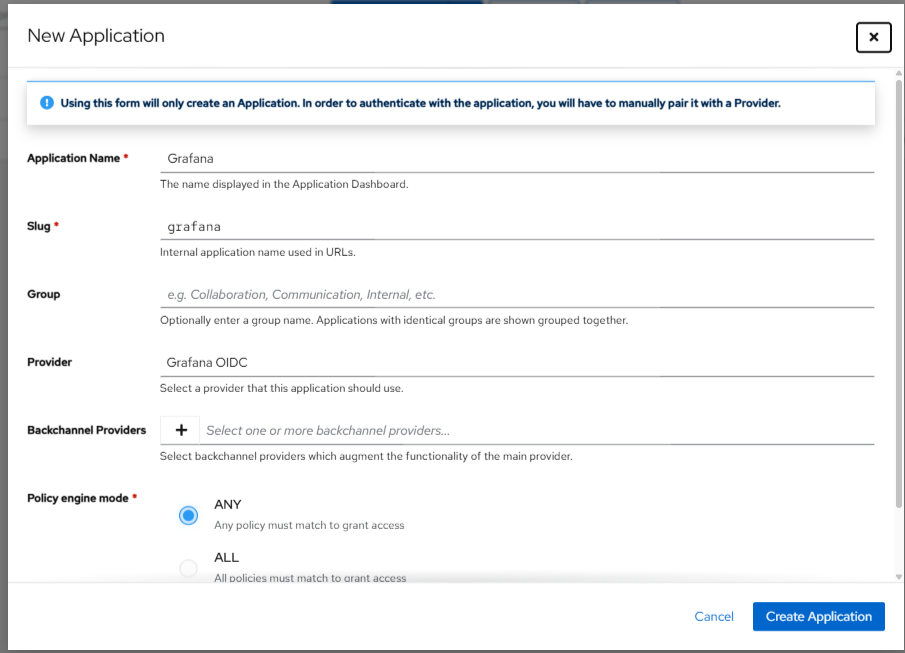 New Application
Using this form will only create an Application. In order to authenticate with the application, you will have to manually pair it with a Provider.
Application Name *
Grafana
The name displayed in the Application Dashboard.
Slug *
grafana
Internal application name used in URLs.
Group
e.g. Collaboration, Communication, Internal, etc.
Optionally enter a group name. Applications with identical groups are shown grouped together.
Provider
Grafana OIDC
Select a provider that this application should use.
Backchannel Providers
Select one or more backchannel providers...
Select backchannel providers which augment the functionality of the main provider.
Policy engine mode *
ANY
Any policy must match to grant access
ALL
All policies must match to grant access
Cancel
Create Application